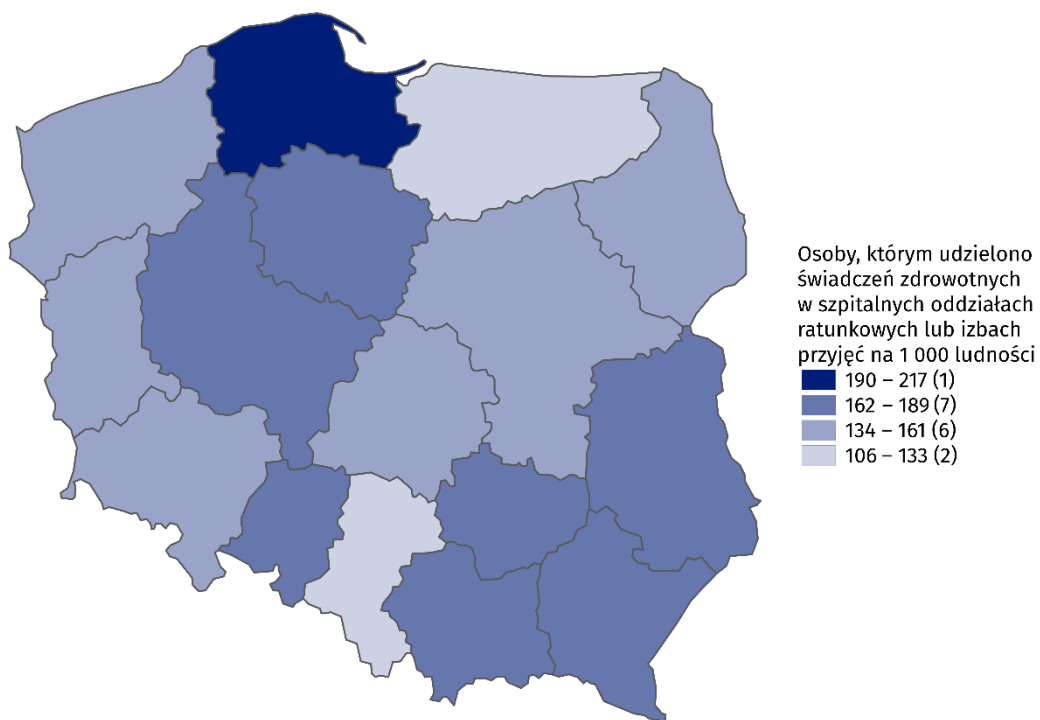 Osoby, którym udzielono
świadczeń zdrowotnych
w szpitalnych oddziałach
ratunkowych lub izbach
przyjęć na 1 000 ludności
190 – 217 (1)
162 – 189 (7)
134 – 161 (6)
106 – 133 (2)